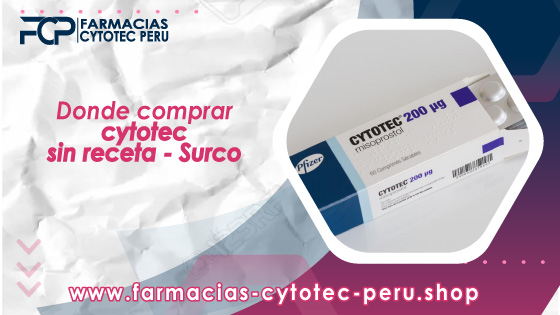 FCP FARMACIAS
CYTOTEC PERU
Donde comprar
cytotec
sin receta - Surco
CYTOTEC® 200 µg
misoprostol
Pfizer
CYTOTEC® 200 µg
www.farmacias-cytotec-peru.shop